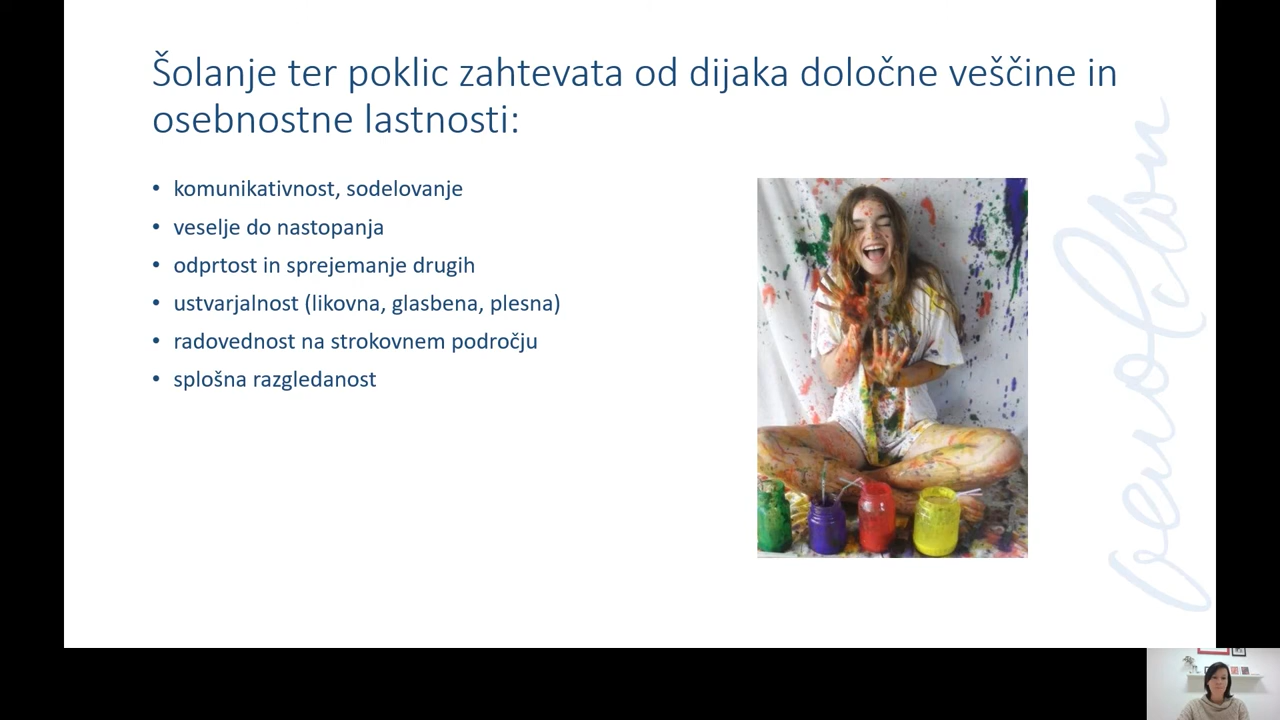 Šolanje ter poklic zahtevata od dijaka določne veščine in
osebnostne lastnosti:
• komunikativnost, sodelovanje
• veselje do nastopanja
• odprtost in sprejemanje drugih
• ustvarjalnost (likovna, glasbena, plesna)
• radovednost na strokovnem področju
• splošna razgledanost